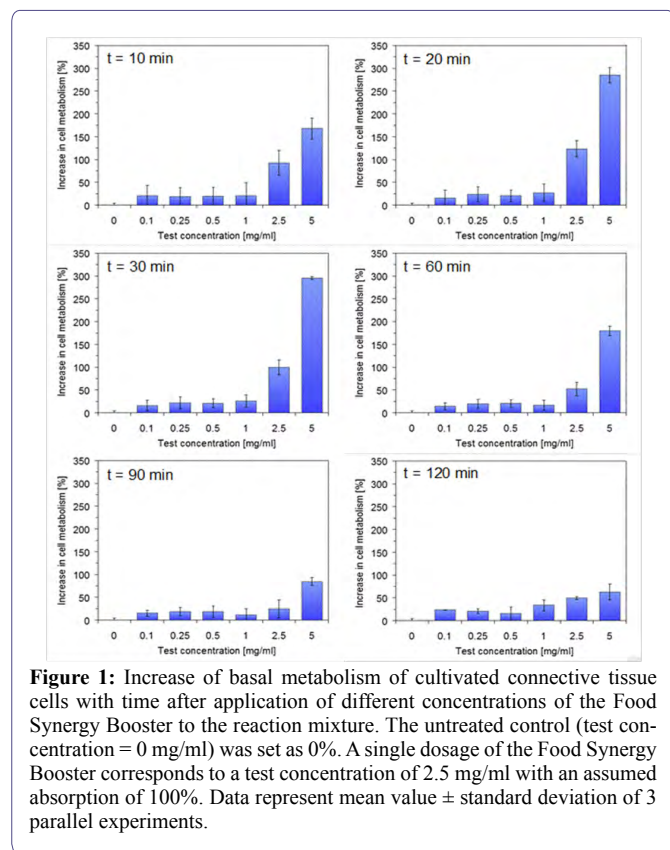 t = 10 min
Increase in cell metabolism [%]
350
300
250
200
150
100
50
0
0 0.1 0.25 0.5 1 2.5 5
Test concentration [mg/ml]
t = 20 min
Increase in cell metabolism [%]
350
300
250
200
150
100
50
0
0 0.1 0.25 0.5 1 2.5 5
Test concentration [mg/ml]
t = 30 min
Increase in cell metabolism [%]
350
300
250
200
150
100
50
0
0 0.1 0.25 0.5 1 2.5 5
Test concentration [mg/ml]
t = 60 min
Increase in cell metabolism [%]
350
300
250
200
150
100
50
0
0 0.1 0.25 0.5 1 2.5 5
Test concentration [mg/ml]
t = 90 min
Increase in cell metabolism [%]
350
300
250
200
150
100
50
0
0 0.1 0.25 0.5 1 2.5 5
Test concentration [mg/ml]
t = 120 min
Increase in cell metabolism [%]
350
300
250
200
150
100
50
0
0 0.1 0.25 0.5 1 2.5 5
Test concentration [mg/ml]
Figure 1: Increase of basal metabolism of cultivated connective tissue
cells with time after application of different concentrations of the Food
Synergy Booster to the reaction mixture. The untreated control (test con-
centration = 0 mg/ml) was set as 0%. A single dosage of the Food Synergy
Booster corresponds to a test concentration of 2.5 mg/ml with an assumed
absorption of 100%. Data represent mean value ± standard deviation of 3
parallel experiments.